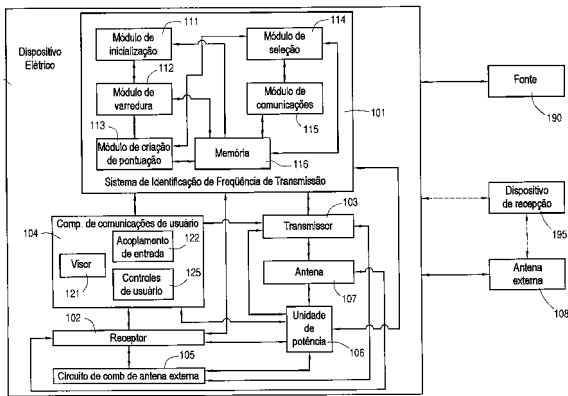 Dispositivo
Elétrico
111
Módulo de
inicialização
114
Módulo de
seleção
112
Módulo de
varredura
Módulo de
comunicações
115
101
113
Módulo de criação
de pontuação
Memória
116
Sistema de Identificação de Freqüência de Transmissão
Fonte
190
Dispositivo
de recepção
195
Antena
externa
108
Comp. de comunicações de usuário
104
Acoplamento
de entrada
122
Visor
121
Controles
de usuário
125
103
Transmissor
Antena
107
Unidade
de
potência
106
102
Receptor
105
Circuito de comb de antena externa